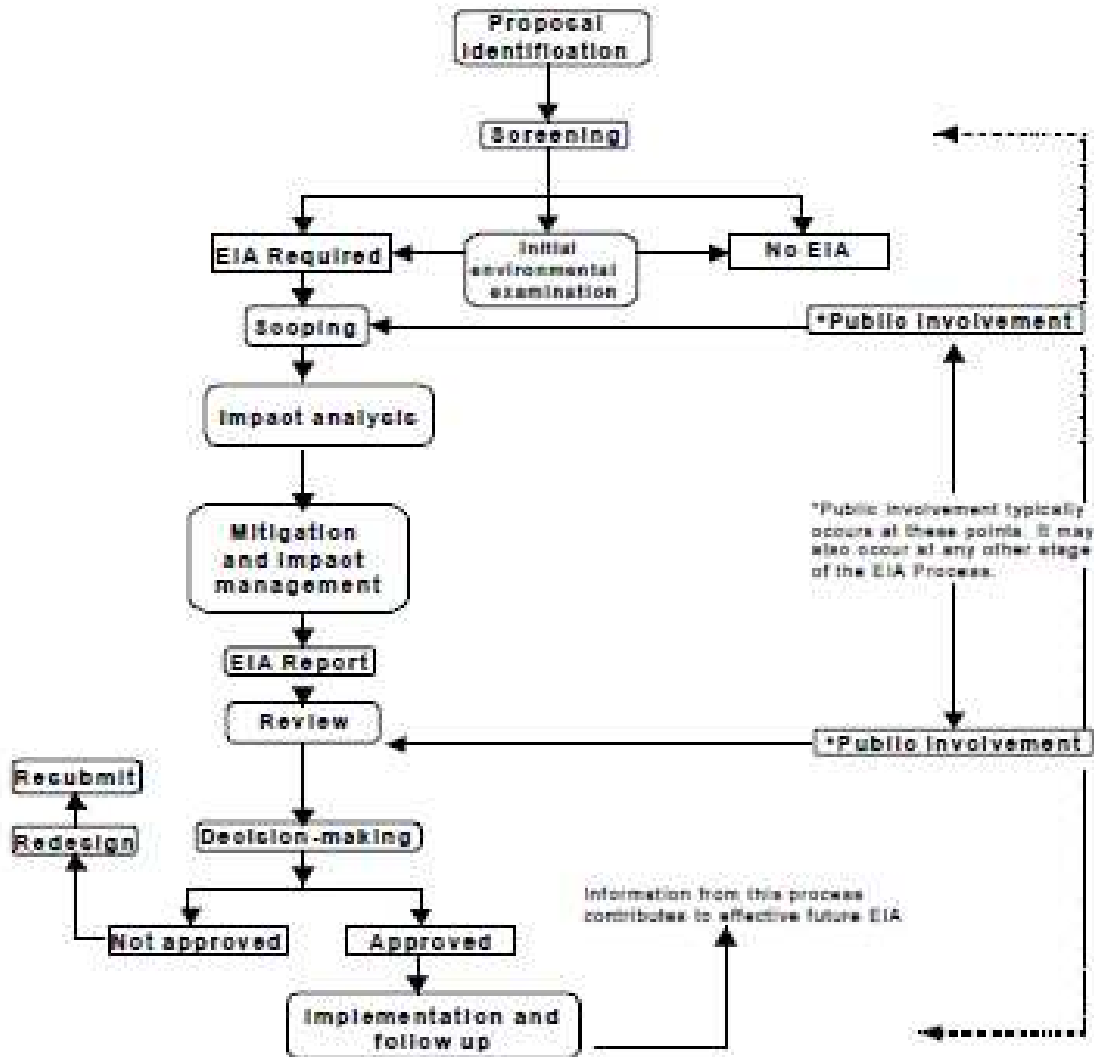 Proposal
identification
Screening
EIA Required
Initial
environmental
examination
No EIA
Scoping
*Public involvement
Impact analysis
*Public involvement typically
occurs at these points. It may
also occur at any other stage
of the EIA Process.
Mitigation
and impact
management
EIA Report
Review
*Public involvement
Resubmit
Redesign
Decision-making
Information from this process
contributes to effective future EIA
Not approved
Approved
Implementation and
follow up